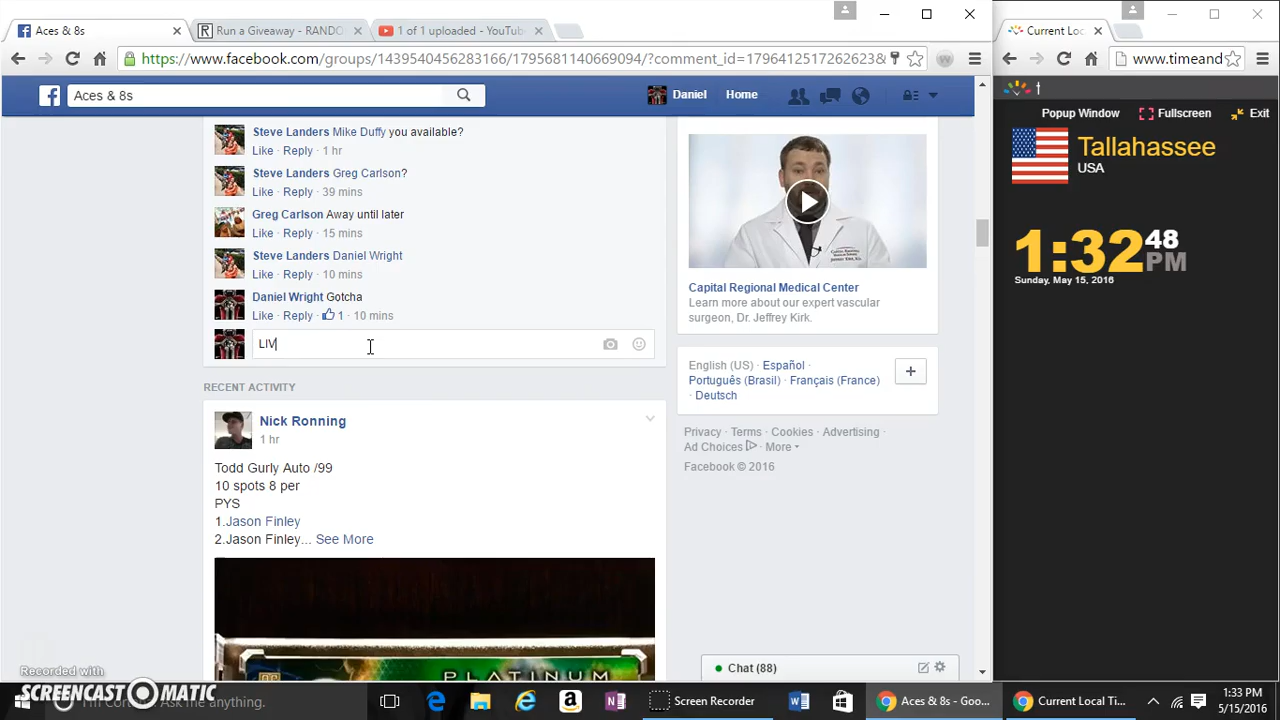 Aces & 8s
Run a Giveaway - RANDO
1 of 1 uploaded - YouTub
Current Loc
https://www.facebook.com/groups/1439540456283166/1795681140669094/?comment_id=17964125172626238&
www.timeand
Aces & 8s
Daniel
Home
Popup Window
Fullscreen
Exit
Steve Landers Mike Duffy you available?
Like · Reply · 1 hr
Steve Landers Greg Carlson?
Like · Reply · 39 mins
Greg Carlson Away until later
Like · Reply · 15 mins
Steve Landers Daniel Wright
Like · Reply · 10 mins
Daniel Wright Gotcha
Like · Reply · 1 · 10 mins
LIV
RECENT ACTIVITY
Nick Ronning
1 hr
Todd Gurly Auto /99
10 spots 8 per
PYS
1.Jason Finley
2.Jason Finley... See More
PLATINUM
Capital Regional Medical Center
Learn more about our expert vascular
surgeon, Dr. Jeffrey Kirk.
English (US) · Español ·
Português (Brasil) · Français (France)
· Deutsch
Privacy · Terms · Cookies · Advertising ·
Ad Choices · More
Facebook © 2016
Chat (88)
Tallahassee
USA
1:32 48 PM
Sunday, May 15, 2016
Recorded with
SCREENCAST MATIC
I'm Cortana. Ask me anything.
Screen Recorder
Aces & 8s - Goo...
Current Local Ti...
1:33 PM
5/15/2016